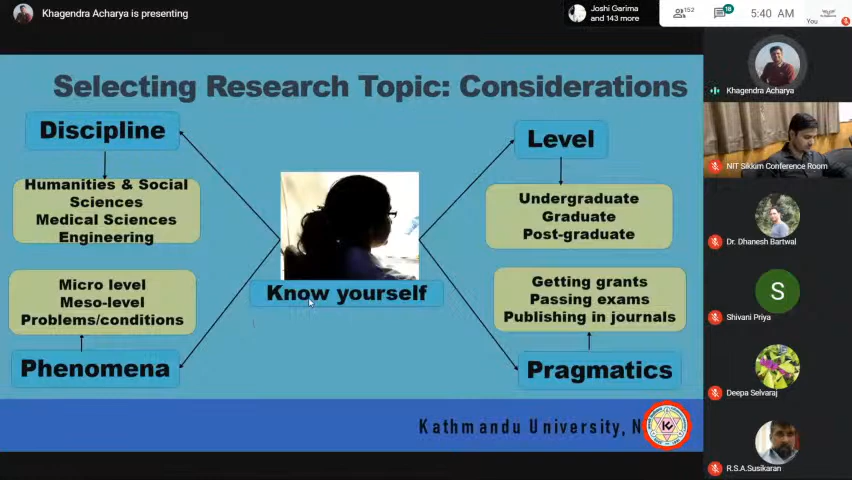 Khagendra Acharya is presenting
Joshi Garima
and 143 more
152
18
5:40 AM
You
Selecting Research Topic: Considerations
Discipline
Humanities & Social
Sciences
Medical Sciences
Engineering
Micro level
Meso-level
Problems/conditions
Phenomena
Know yourself
Level
Undergraduate
Graduate
Post-graduate
Getting grants
Passing exams
Publishing in journals
Pragmatics
Kathmandu University, N
Khagendra Acharya
NIT Sikkim Conference Room
Dr. Dhanesh Bartwal
S
Shivani Priya
Deepa Selvaraj
R.S.A.Susikaran